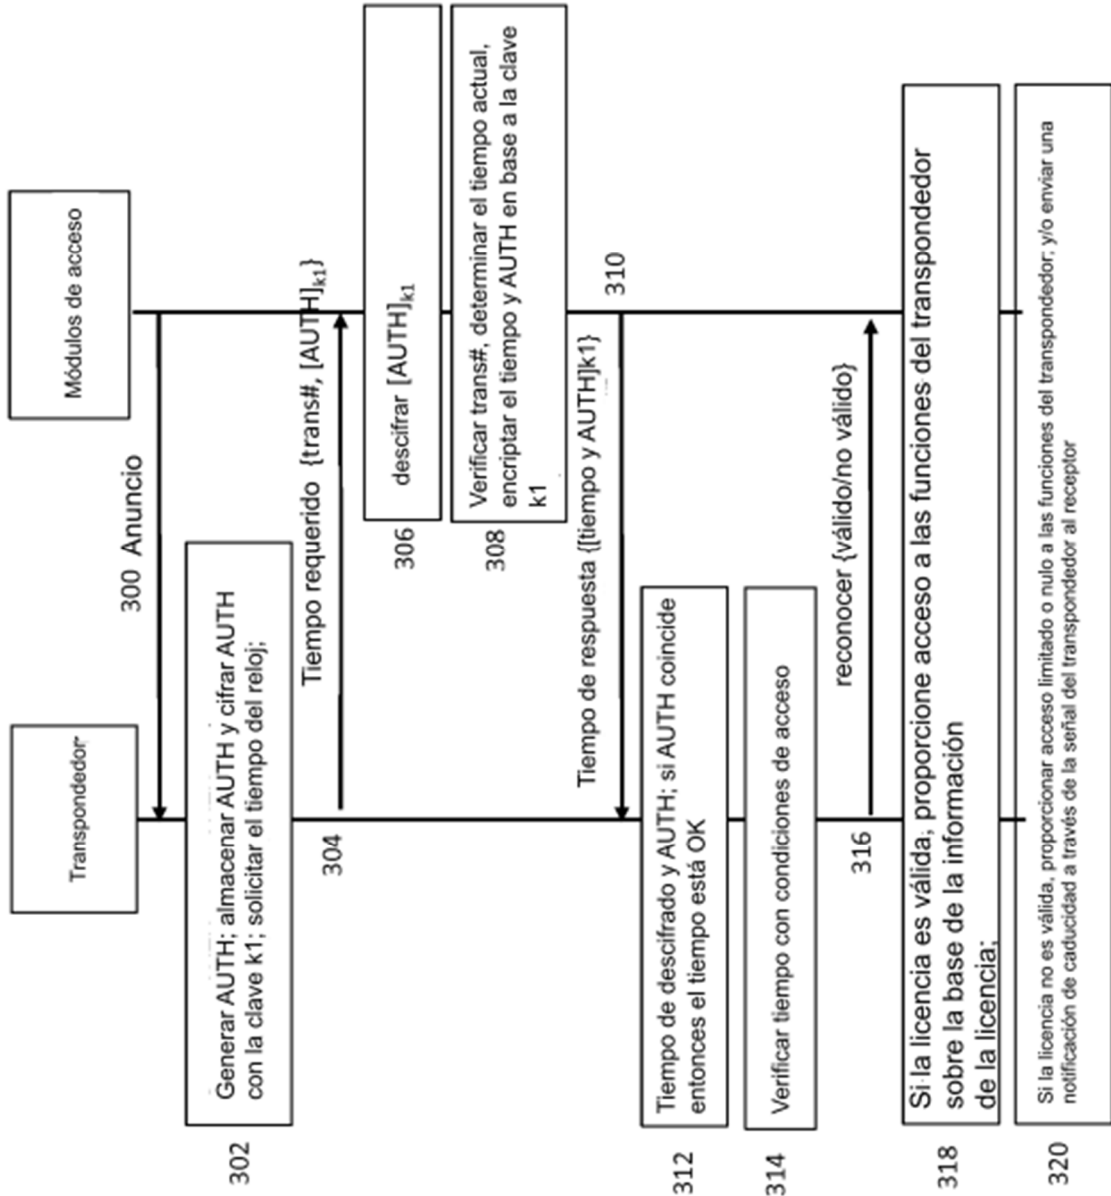 Transpondedor
Módulos de acceso
300 Anuncio
302
Generar AUTH; almacenar AUTH y cifrar AUTH
con la clave k1; solicitar el tiempo del reloj;
Tiempo requerido {trans#, [AUTH]k1}
304
306
descifrar [AUTH]k1
308
Verificar trans#, determinar el tiempo actual,
encriptar el tiempo y AUTH en base a la clave
k1
310
Tiempo de respuesta {[tiempo y AUTH]k1}
312
Tiempo de descifrado y AUTH; si AUTH coincide
entonces el tiempo está OK
314
Verificar tiempo con condiciones de acceso
reconocer {válido/no válido}
316
318
Si la licencia es válida, proporcione acceso a las funciones del transpondedor
sobre la base de la información
de la licencia;
320
Si la licencia no es válida, proporcionar acceso limitado o nulo a las funciones del transpondedor; y/o enviar una
notificación de caducidad a través de la señal del transpondedor al receptor